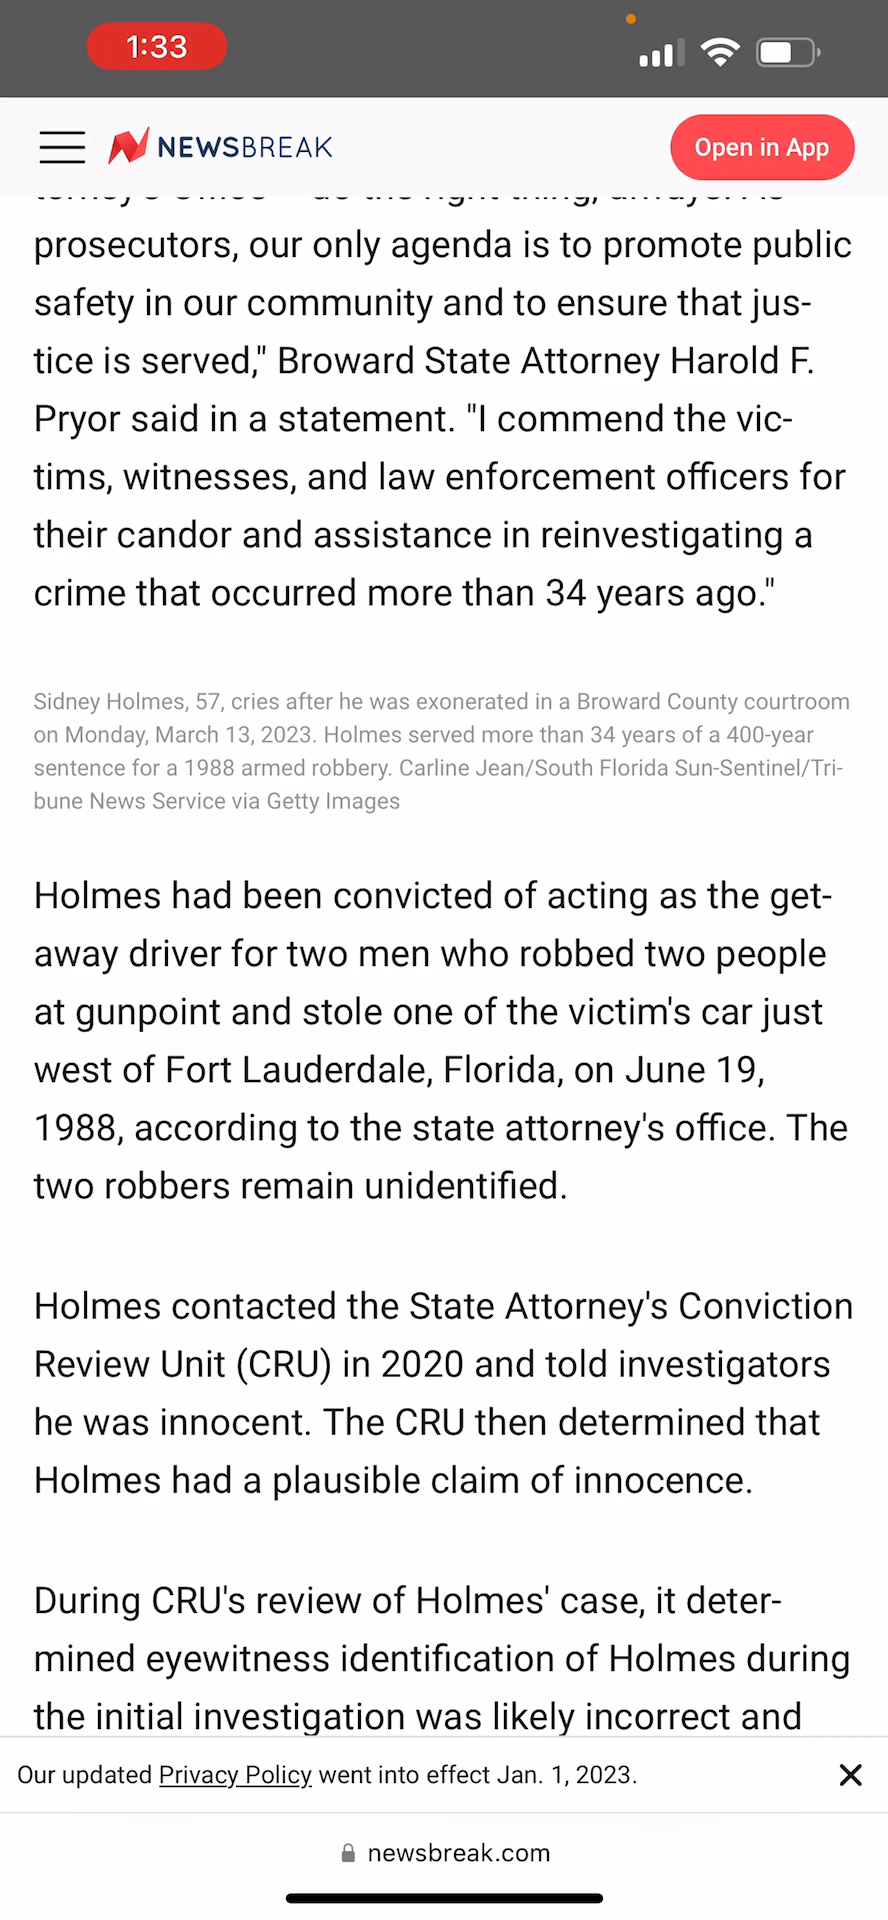 1:33
NEWSBREAK
Open in App
prosecutors, our only agenda is to promote public
safety in our community and to ensure that jus-
tice is served," Broward State Attorney Harold F.
Pryor said in a statement. "I commend the vic-
tims, witnesses, and law enforcement officers for
their candor and assistance in reinvestigating a
crime that occurred more than 34 years ago."
Sidney Holmes, 57, cries after he was exonerated in a Broward County courtroom
on Monday, March 13, 2023. Holmes served more than 34 years of a 400-year
sentence for a 1988 armed robbery. Carline Jean/South Florida Sun-Sentinel/Tri-
bune News Service via Getty Images
Holmes had been convicted of acting as the get-
away driver for two men who robbed two people
at gunpoint and stole one of the victim's car just
west of Fort Lauderdale, Florida, on June 19,
1988, according to the state attorney's office. The
two robbers remain unidentified.
Holmes contacted the State Attorney's Conviction
Review Unit (CRU) in 2020 and told investigators
he was innocent. The CRU then determined that
Holmes had a plausible claim of innocence.
During CRU's review of Holmes' case, it deter-
mined eyewitness identification of Holmes during
the initial investigation was likely incorrect and
Our updated Privacy Policy went into effect Jan. 1, 2023.
newsbreak.com